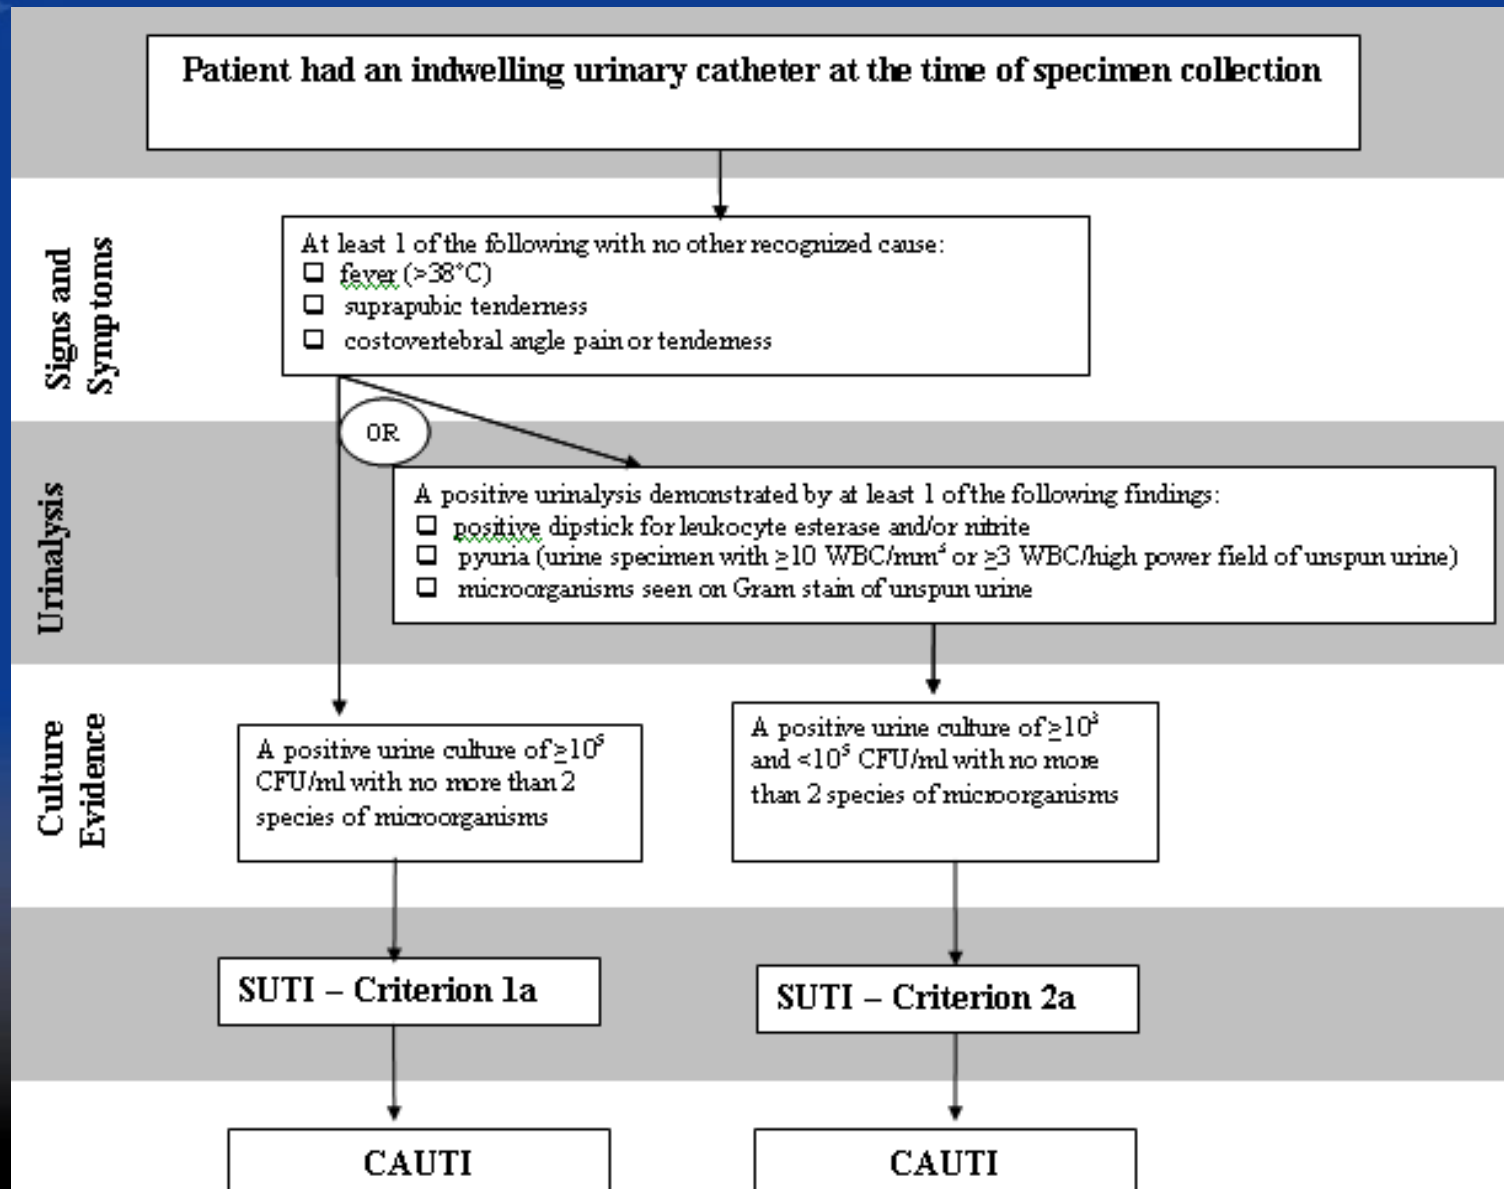 Patient had an indwelling urinary catheter at the time of specimen collection
Signs and
Symptoms
At least 1 of the following with no other recognized cause:
❑ fever (>38°C)
❑ suprapubic tenderness
❑ costovertebral angle pain or tenderness
OR
Urinalysis
A positive urinalysis demonstrated by at least 1 of the following findings:
❑ positive dipstick for leukocyte esterase and/or nitrite
❑ pyuria (urine specimen with ≥10 WBC/mm³ or ≥3 WBC/high power field of unspun urine)
❑ microorganisms seen on Gram stain of unspun urine
Culture
Evidence
A positive urine culture of ≥10⁵
CFU/ml with no more than 2
species of microorganisms
A positive urine culture of ≥10³
and <10⁵ CFU/ml with no more
than 2 species of microorganisms
SUTI – Criterion 1a
SUTI – Criterion 2a
CAUTI
CAUTI